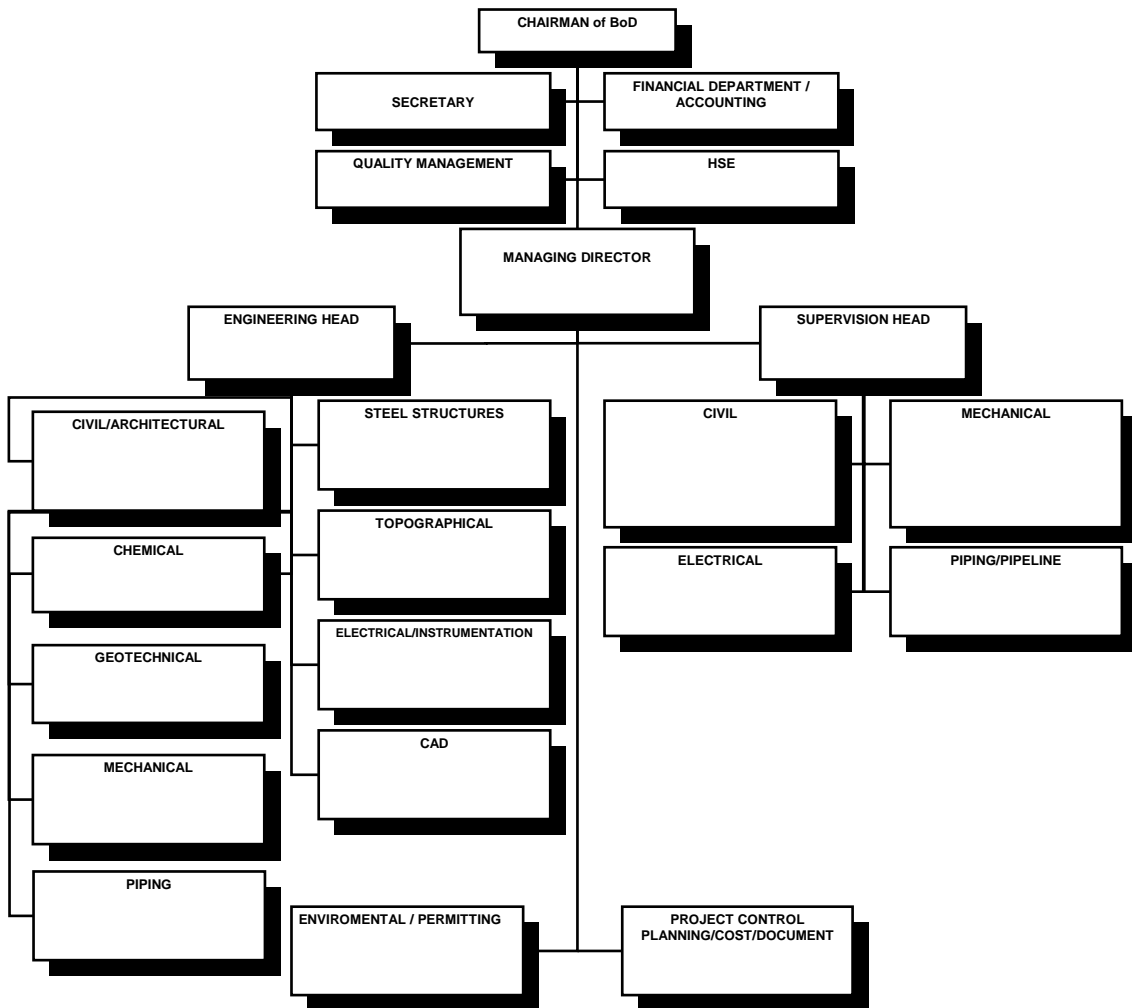 CHAIRMAN of BoD
SECRETARY
FINANCIAL DEPARTMENT /
ACCOUNTING
QUALITY MANAGEMENT
HSE
MANAGING DIRECTOR
ENGINEERING HEAD
SUPERVISION HEAD
CIVIL/ARCHITECTURAL
STEEL STRUCTURES
CHEMICAL
TOPOGRAPHICAL
GEOTECHNICAL
ELECTRICAL/INSTRUMENTATION
MECHANICAL
CAD
PIPING
CIVIL
MECHANICAL
ELECTRICAL
PIPING/PIPELINE
ENVIROMENTAL / PERMITTING
PROJECT CONTROL
PLANNING/COST/DOCUMENT